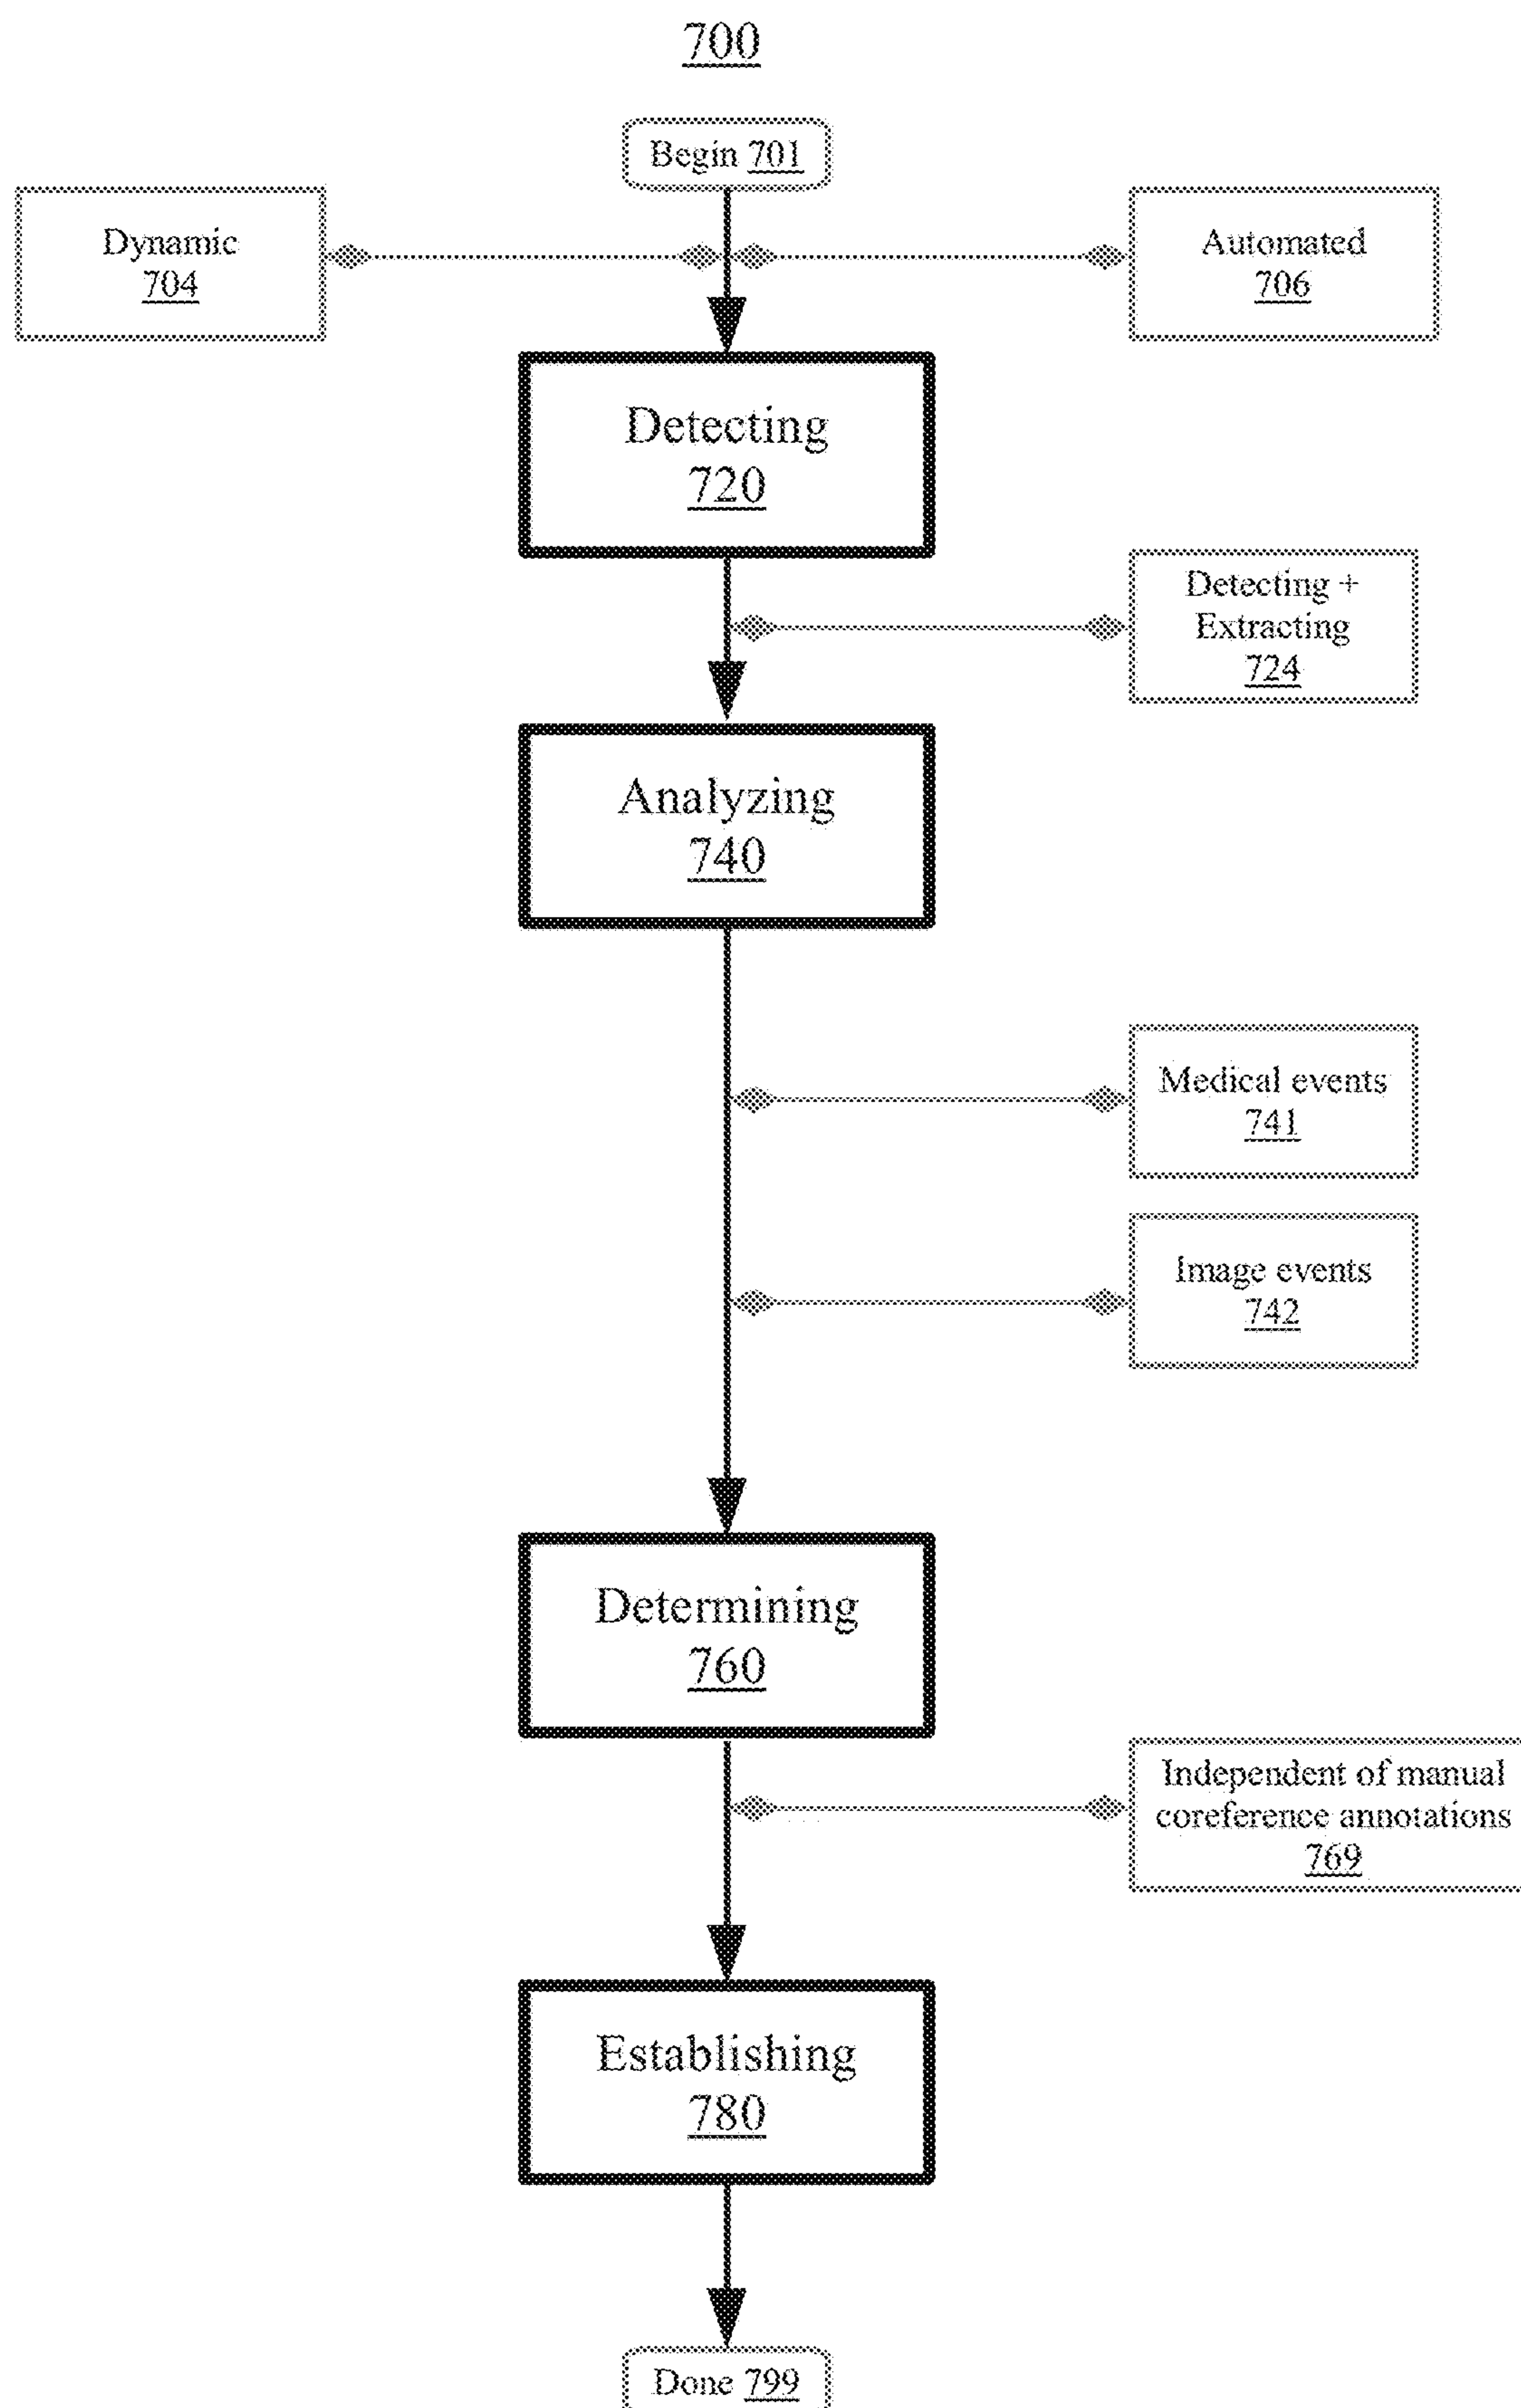 700
Begin 701
Dynamic
704
Automated
706
Detecting
720
Detecting +
Extracting
724
Analyzing
740
Medical events
741
Image events
742
Determining
760
Independent of manual
coreference annotations
769
Establishing
780
Done 799